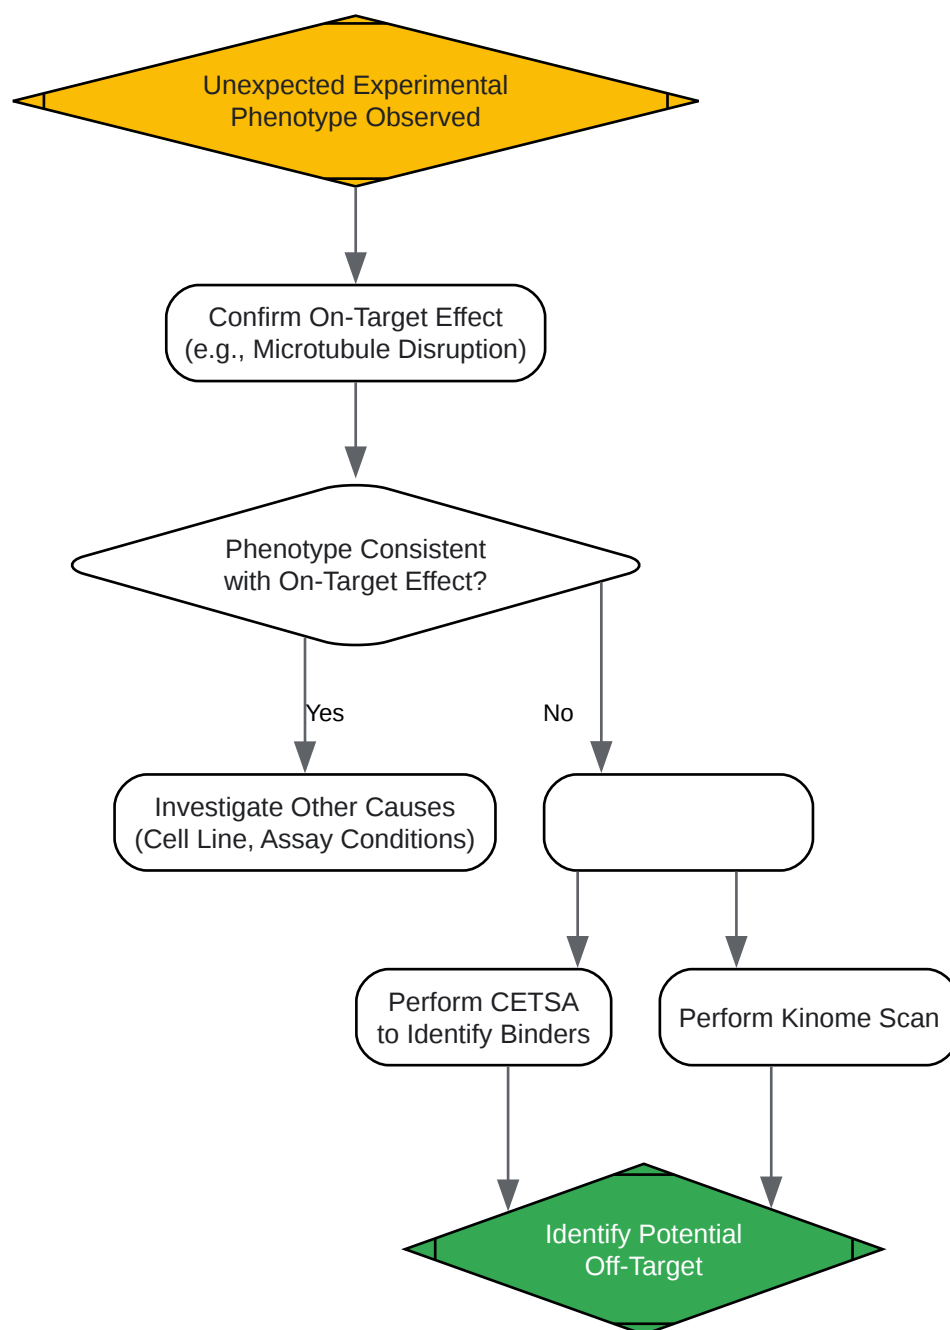 Unexpected Experimental
Phenotype Observed
Confirm On-Target Effect
(e.g., Microtubule Disruption)
Phenotype Consistent
with On-Target Effect?
Yes
No
Investigate Other Causes
(Cell Line, Assay Conditions)
Perform CETSA
to Identify Binders
Perform Kinome Scan
Identify Potential
Off-Target